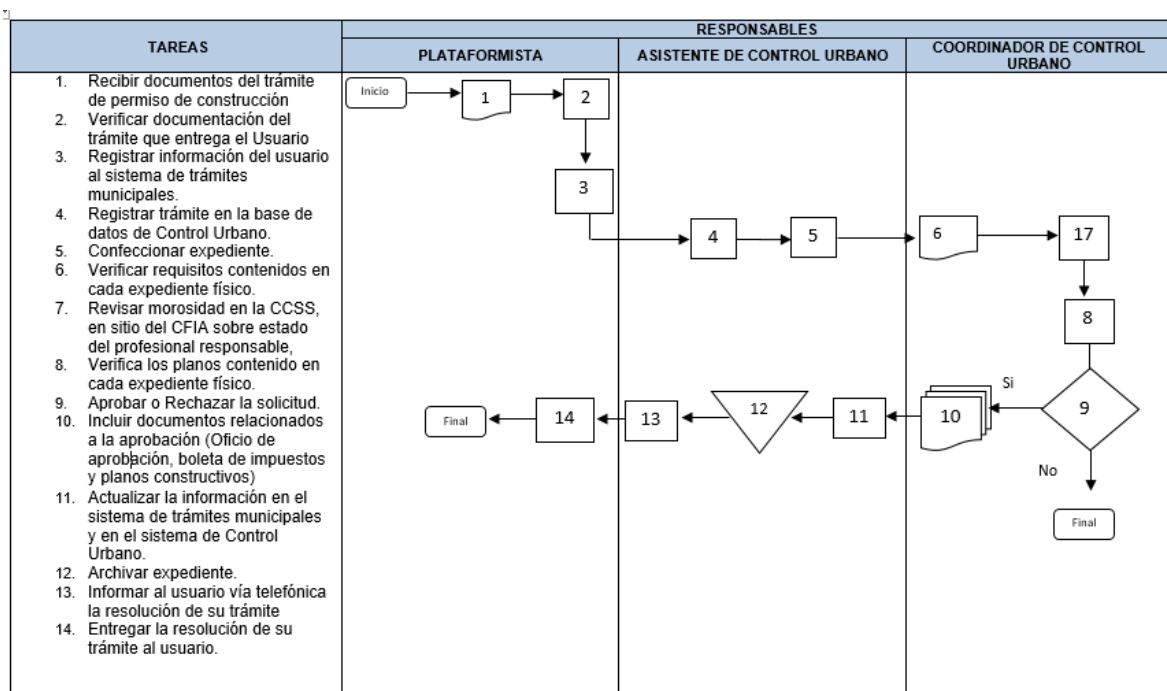 TAREAS
RESPONSABLES
PLATAFORMISTA
ASISTENTE DE CONTROL URBANO
COORDINADOR DE CONTROL
URBANO
1. Recibir documentos del trámite
de permiso de construcción
2. Verificar documentación del
trámite que entrega el Usuario
3. Registrar información del usuario
al sistema de trámites
municipales.
4. Registrar trámite en la base de
datos de Control Urbano.
5. Confeccionar expediente.
6. Verificar requisitos contenidos en
cada expediente físico.
7. Revisar morosidad en la CCSS,
en sitio del CFIA sobre estado
del profesional responsable,
8. Verifica los planos contenido en
cada expediente físico.
9. Aprobar o Rechazar la solicitud.
10. Incluir documentos relacionados
a la aprobación (Oficio de
aprobación, boleta de impuestos
y planos constructivos)
11. Actualizar la información en el
sistema de trámites municipales
y en el sistema de Control
Urbano.
12. Archivar expediente.
13. Informar al usuario vía telefónica
la resolución de su trámite
14. Entregar la resolución de su
trámite al usuario.
Inicio
1
2
3
4
5
6
17
8
9
Si
No
Final
10
11
12
13
14
Final